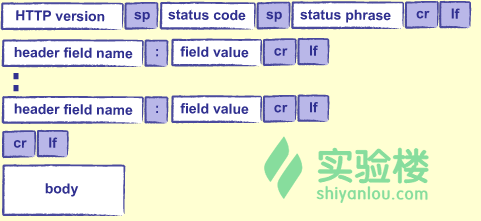 HTTP version sp status code sp status phrase cr lf
header field name : field value cr lf
header field name : field value cr lf
cr lf
body
实验楼
shiyanlou.com